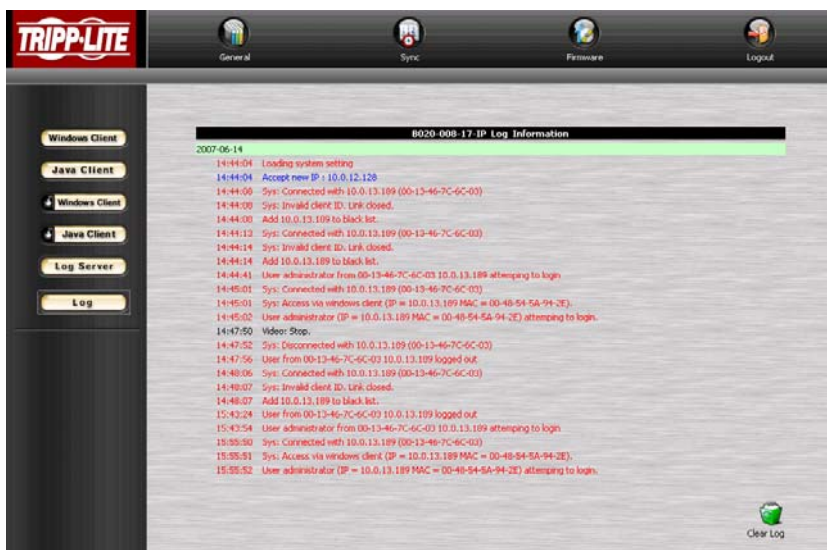 TRIPP·LITE
General
Sync
Firmware
Logout
Windows Client
Java Client
Windows Client
Java Client
Log Server
Log
B020-008-17-IP Log Information
2007-06-14
14:44:04 Loading system setting
14:44:04 Accept new IP : 10.0.12.128
14:44:08 Sys: Connected with 10.0.13.189 (00-13-46-7C-6C-03)
14:44:08 Sys: Invalid client ID. Link closed.
14:44:08 Add 10.0.13.189 to black list.
14:44:13 Sys: Connected with 10.0.13.189 (00-13-46-7C-6C-03)
14:44:14 Sys: Invalid client ID. Link closed.
14:44:14 Add 10.0.13.189 to black list.
14:44:41 User administrator from 00-13-46-7C-6C-03 10.0.13.189 attemping to login
14:45:01 Sys: Connected with 10.0.13.189 (00-13-46-7C-6C-03)
14:45:01 Sys: Access via windows client (IP = 10.0.13.189 MAC = 00-48-54-5A-94-2E).
14:45:02 User administrator (IP = 10.0.13.189 MAC = 00-48-54-5A-94-2E) attemping to login.
14:47:50 Video: Stop.
14:47:52 Sys: Disconnected with 10.0.13.189 (00-13-46-7C-6C-03)
14:47:56 User from 00-13-46-7C-6C-03 10.0.13.189 logged out
14:48:06 Sys: Connected with 10.0.13.189 (00-13-46-7C-6C-03)
14:48:07 Sys: Invalid client ID. Link closed.
14:48:07 Add 10.0.13.189 to black list.
15:43:24 User from 00-13-46-7C-6C-03 10.0.13.189 logged out
15:43:54 User administrator from 00-13-46-7C-6C-03 10.0.13.189 attemping to login
15:55:50 Sys: Connected with 10.0.13.189 (00-13-46-7C-6C-03)
15:55:51 Sys: Access via windows client (IP = 10.0.13.189 MAC = 00-48-54-5A-94-2E).
15:55:52 User administrator (IP = 10.0.13.189 MAC = 00-48-54-5A-94-2E) attemping to login.
Clear Log